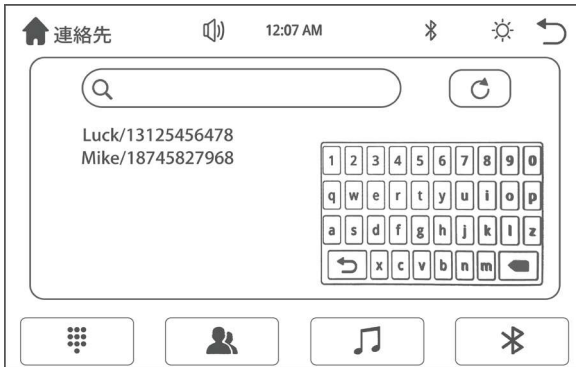 連絡先 12:07 AM
Luck/13125456478
Mike/18745827968
1 2 3 4 5 6 7 8 9 0
q w e r t y u i o p
a s d f g h j k l z
x c v b n m